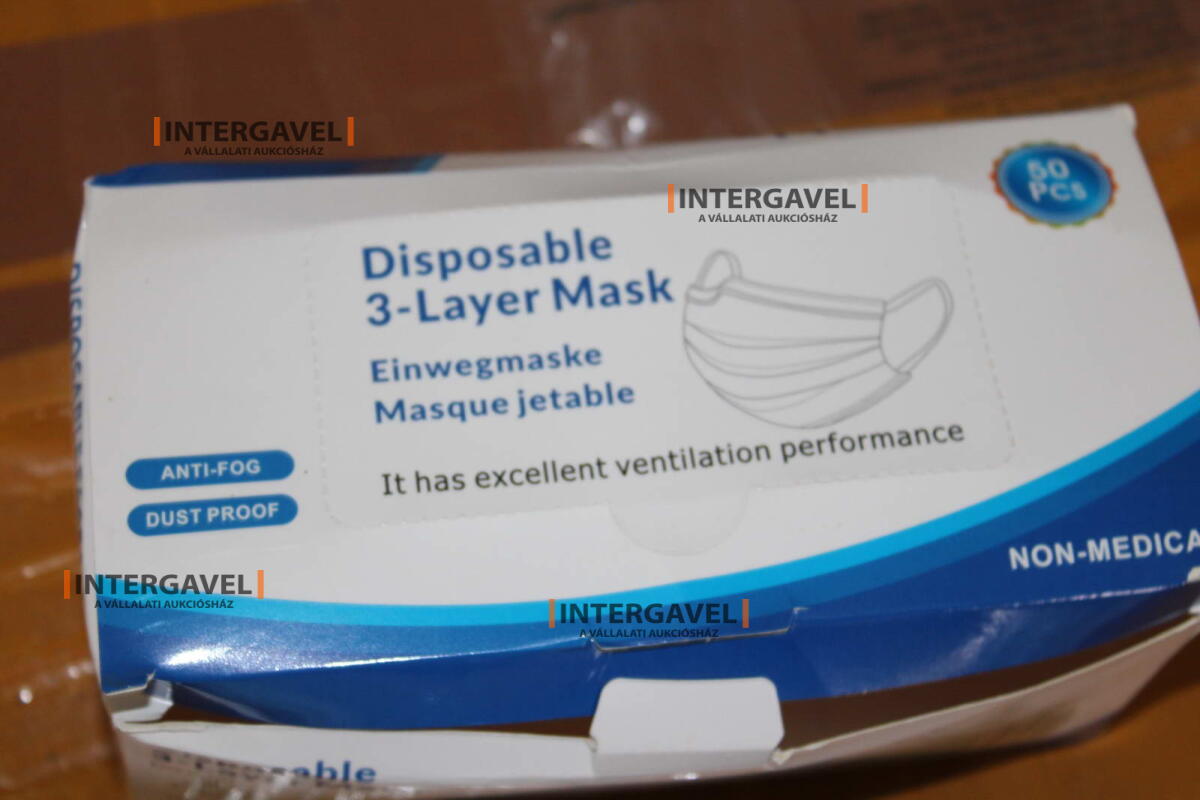 INTERGAVEL
A VÁLLALATI AUKCIÓSHÁZ
INTERGAVEL
A VÁLLALATI AUKCIÓSHÁZ
50
PCS
Disposable
3-Layer Mask
Einwegmaske
Masque jetable
It has excellent ventilation performance
ANTI-FOG
DUST PROOF
NON-MEDICA
INTERGAVEL
A VÁLLALATI AUKCIÓSHÁZ
INTERGAVEL
A VÁLLALATI AUKCIÓSHÁZ